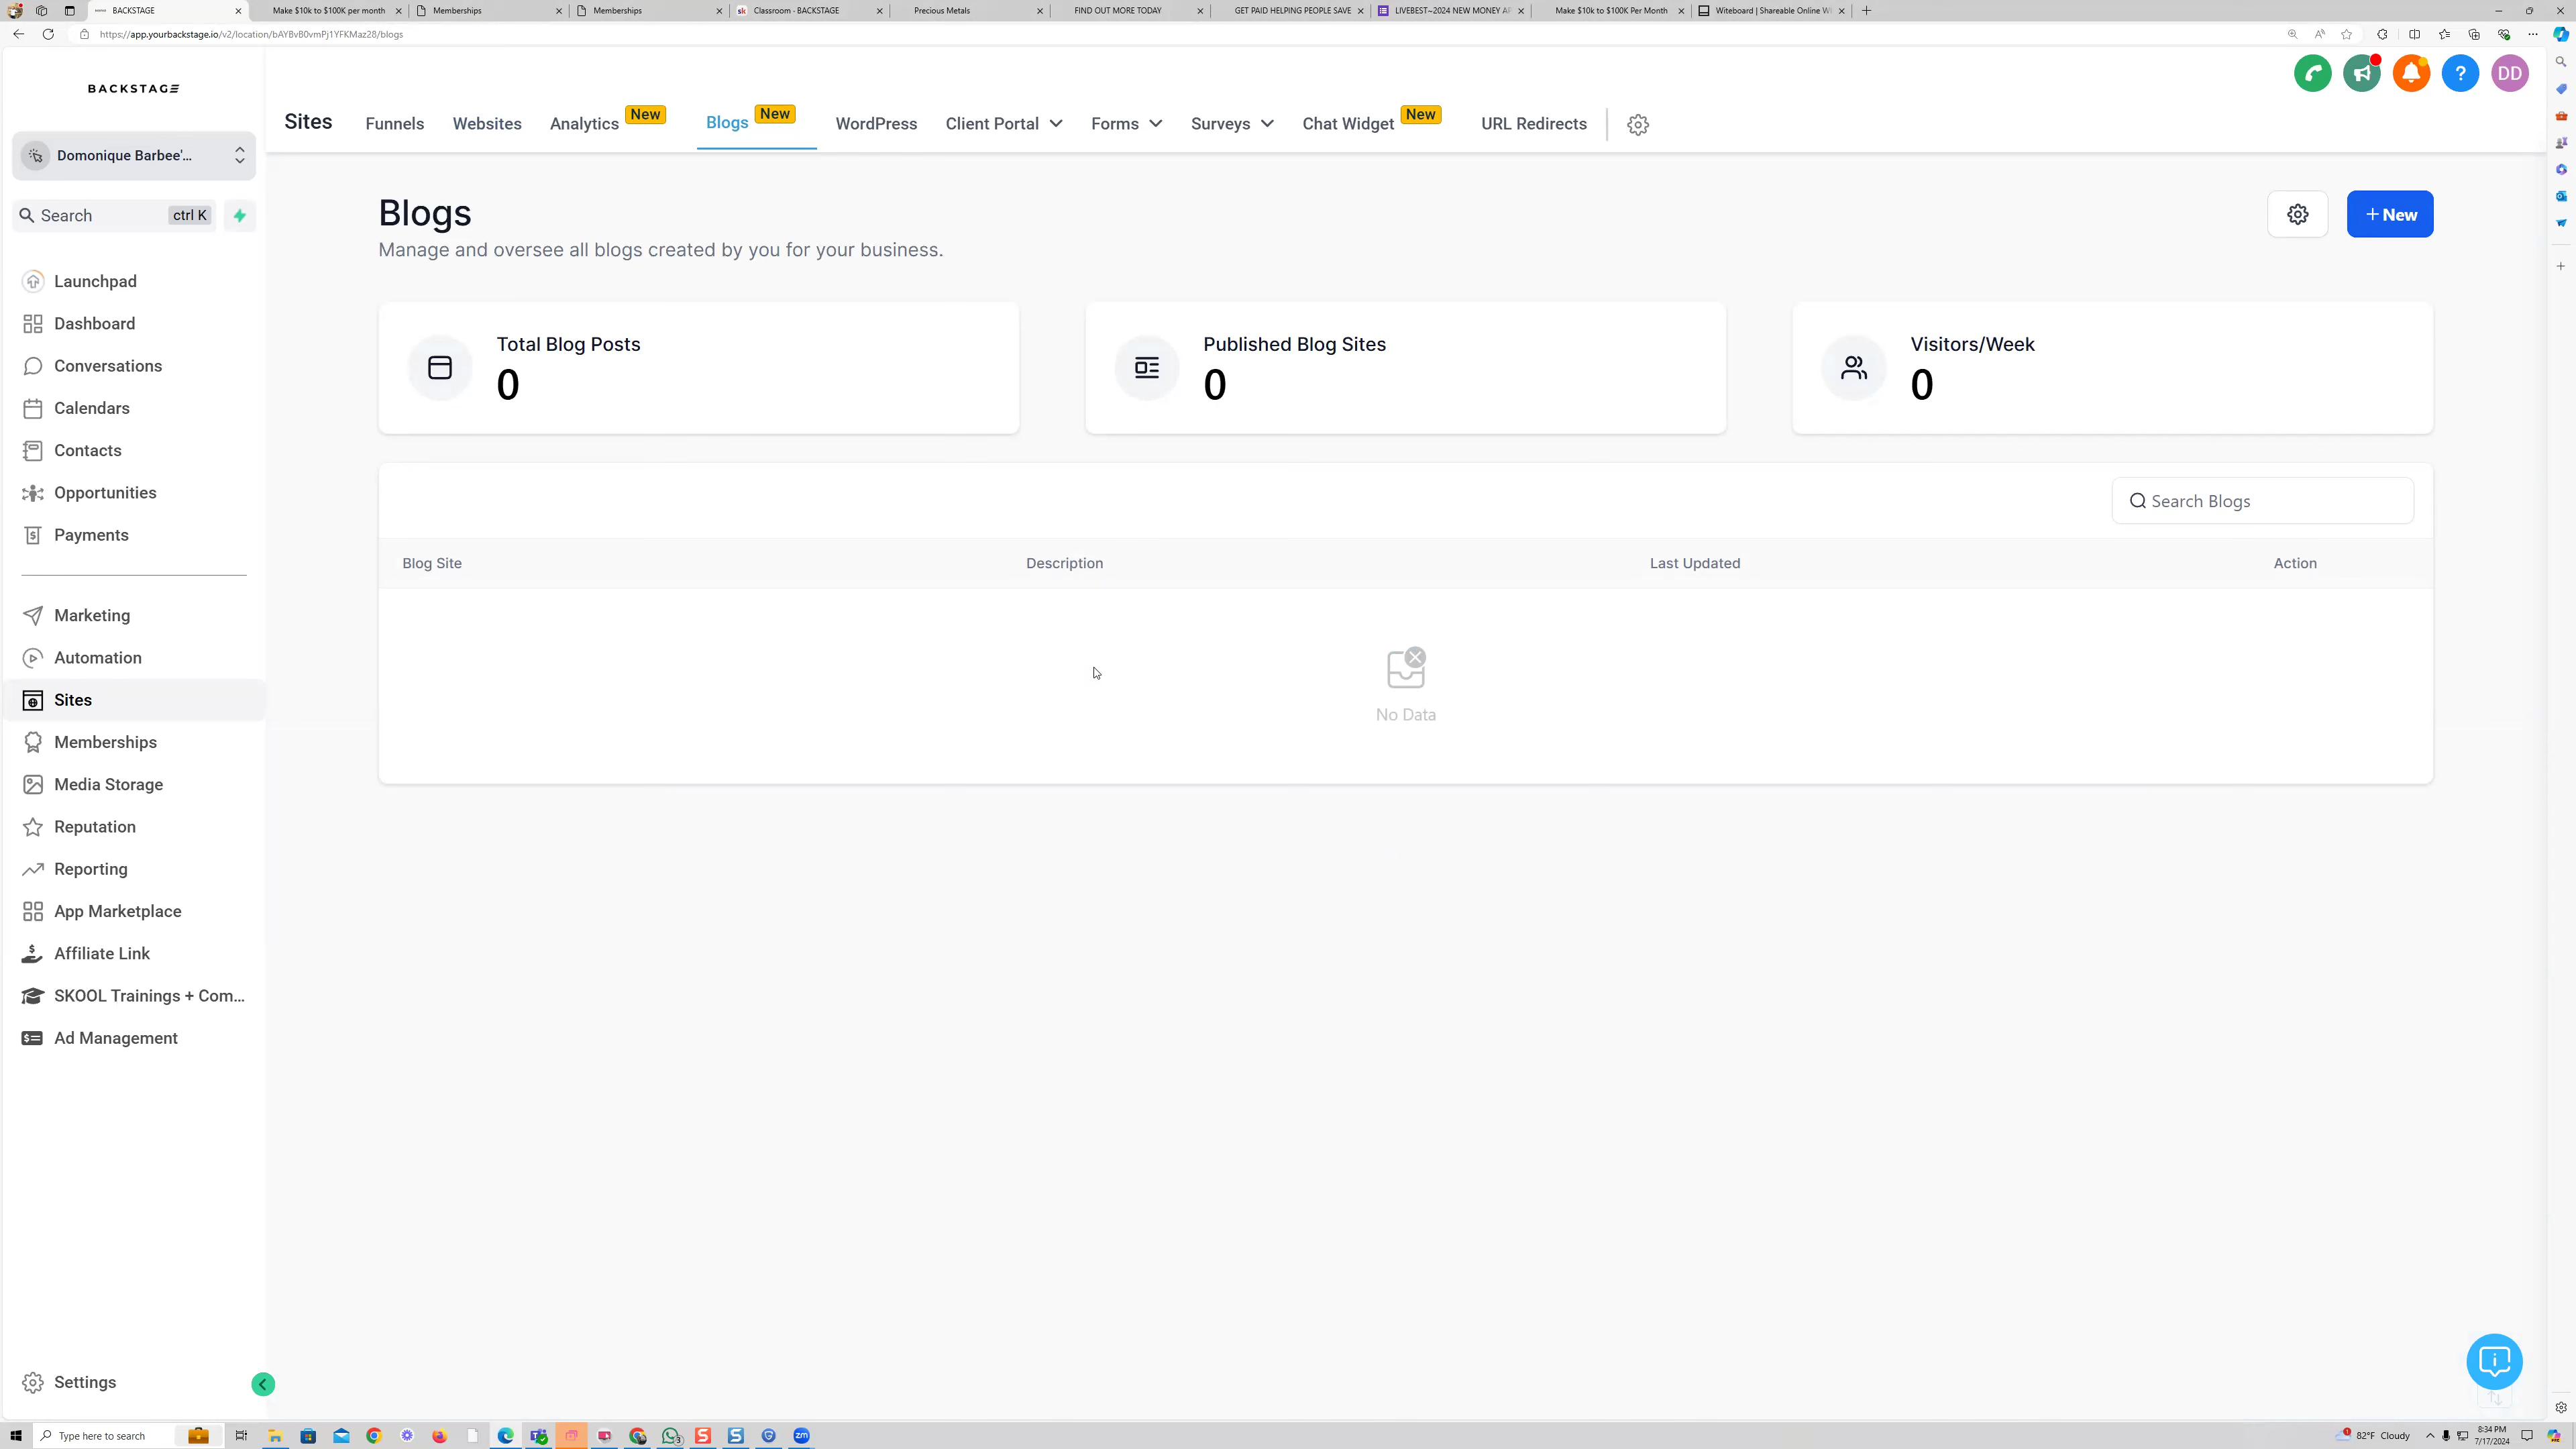 BACKSTAGE
Make $10k to $100K per month
Memberships
Memberships
Classroom - BACKSTAGE
Precious Metals
FIND OUT MORE TODAY
GET PAID HELPING PEOPLE SAVE
LIVEBEST~2024 NEW MONEY
Make $10k to $100K Per Month
Witeboard | Shareable Online
https://app.yourbackstage.io/v2/location/bAYBvB0vmPj1YFKMaz28/blogs
BACKSTAGE
DD
Sites
Funnels
Websites
Analytics New
Blogs New
WordPress
Client Portal
Forms
Surveys
Chat Widget New
URL Redirects
Domonique Barbee'...
Search ctrl K
Launchpad
Dashboard
Conversations
Calendars
Contacts
Opportunities
Payments
Marketing
Automation
Sites
Memberships
Media Storage
Reputation
Reporting
App Marketplace
Affiliate Link
SKOOL Trainings + Com...
Ad Management
Settings
Blogs
Manage and oversee all blogs created by you for your business.
+ New
Total Blog Posts
0
Published Blog Sites
0
Visitors/Week
0
Search Blogs
Blog Site Description Last Updated Action
No Data
Type here to search
82°F Cloudy
8:34 PM
7/17/2024